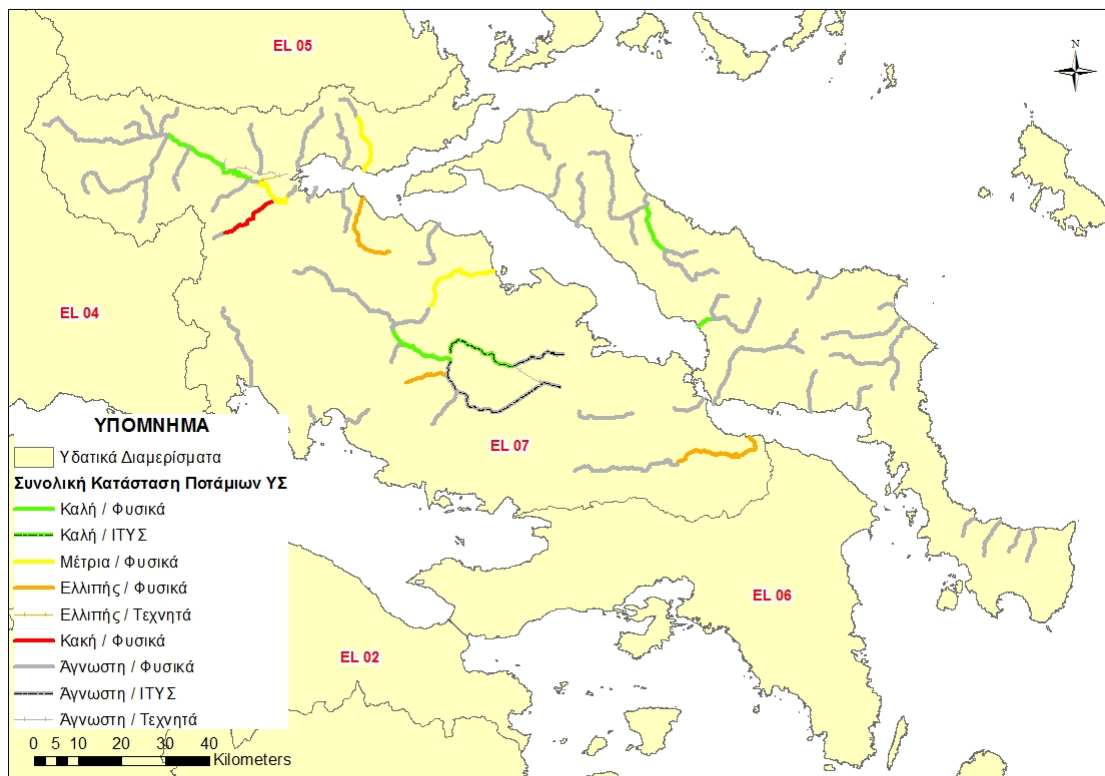 EL 05
N
EL 04
EL 07
EL 06
EL 02
ΥΠΟΜΝΗΜΑ
Υδατικά Διαμερίσματα
Συνολική Κατάσταση Ποτάμιων ΥΣ
Καλή / Φυσικά
Καλή / ΙΤΥΣ
Μέτρια / Φυσικά
Ελλιπής / Φυσικά
Ελλιπής / Τεχνητά
Κακή / Φυσικά
Άγνωστη / Φυσικά
Άγνωστη / ΙΤΥΣ
Άγνωστη / Τεχνητά
0 5 10 20 30 40
Kilometers